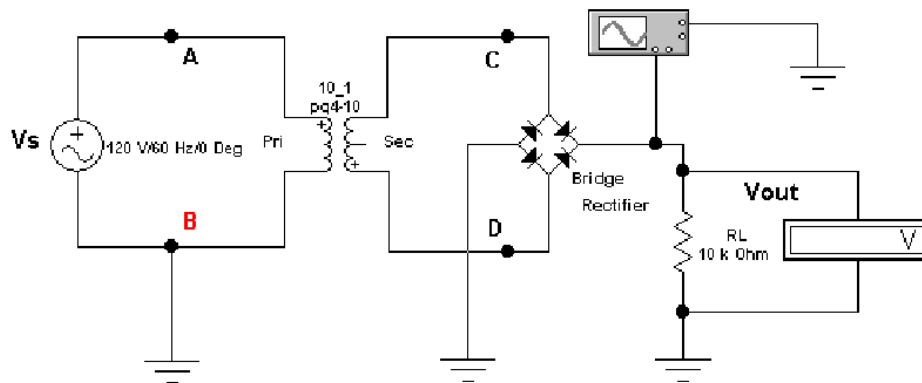 A
C
10_1
pq4-10
Vs
120 V/60 Hz/0 Deg
Pri
Sec
Bridge
Rectifier
Vout
B
D
RL
10 k Ohm
V